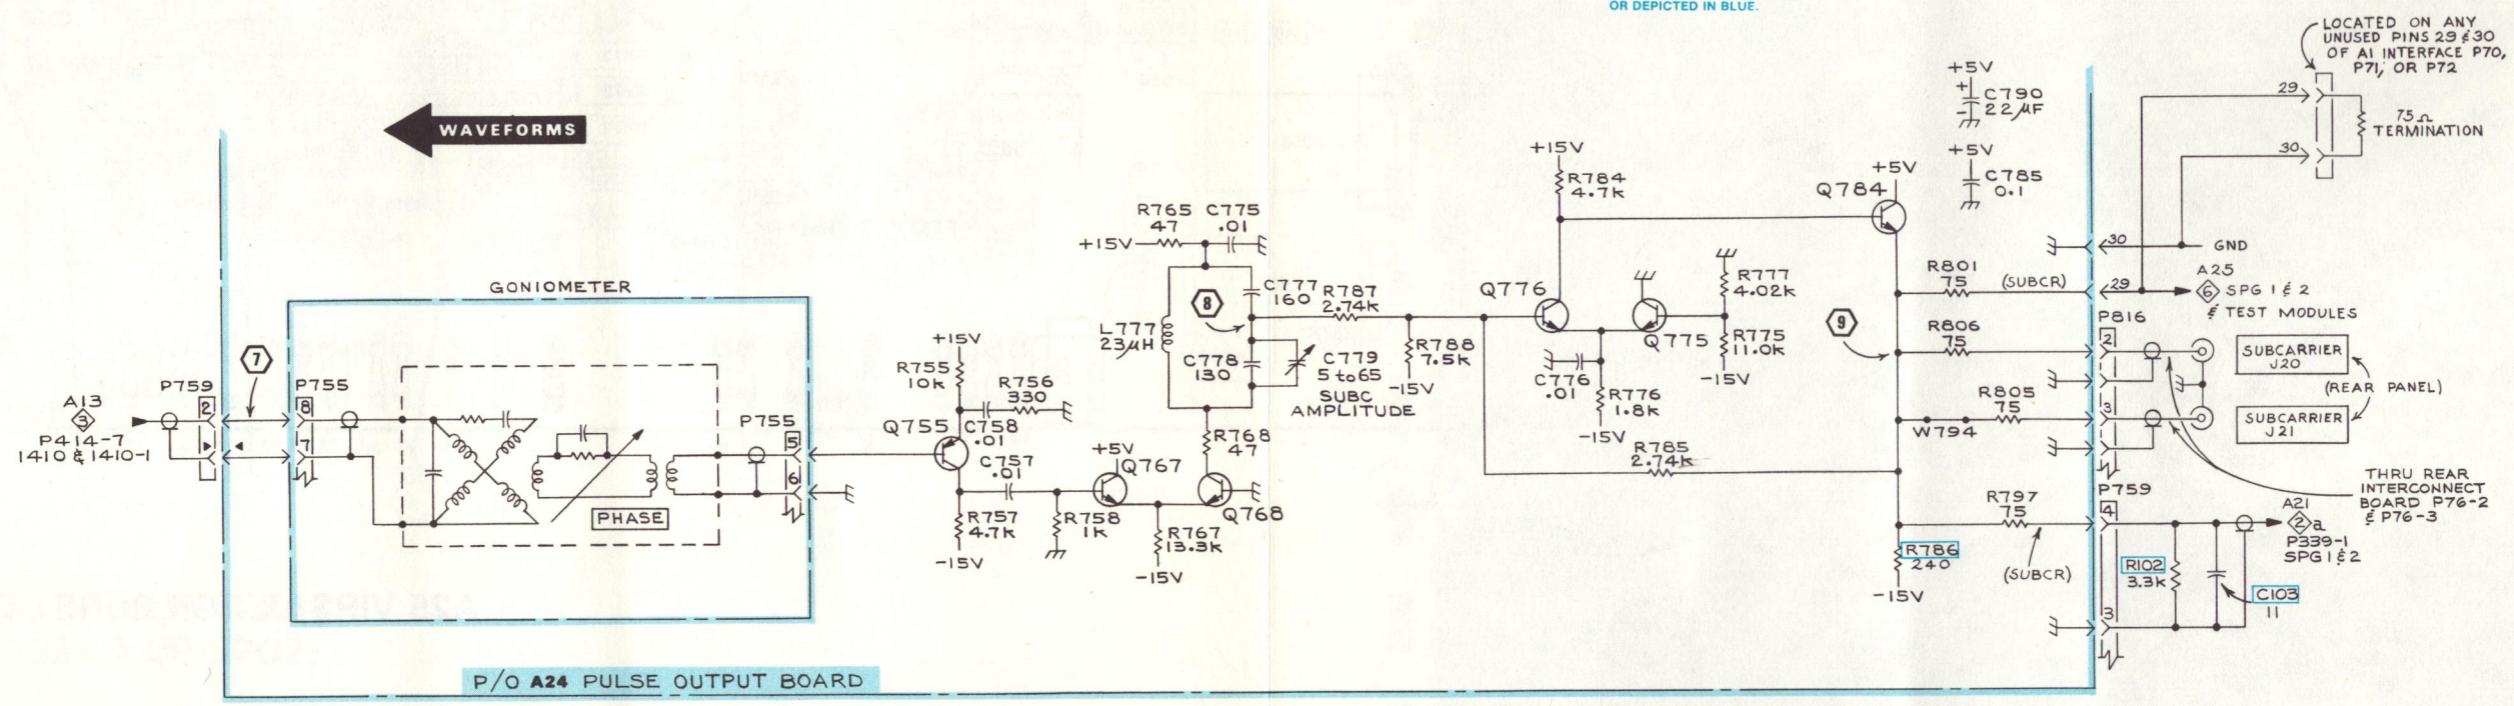 OR DEPICTED IN BLUE.
LOCATED ON ANY
UNUSED PINS 29 & 30
OF A1 INTERFACE P70,
P71, OR P72
WAVEFORMS
+5V
+
C790
22 µF
-
29
75 Ω
TERMINATION
30
+5V
C785
0.1
+15V
R784
4.7k
Q784
+5V
R765
47
C775
.01
+15V
30
GND
GONIOMETER
L777
23µH
8
C777
160
R787
2.74k
Q776
R777
4.02k
R801
75
(SUBCR)
29
A25
6
SPG 1 & 2
& TEST MODULES
C778
130
C779
5 to 65
SUBC
AMPLITUDE
R788
7.5k
-15V
C776
.01
R776
1.8k
-15V
Q775
R775
11.0k
-15V
9
R806
75
P816
2
SUBCARRIER
J20
(REAR PANEL)
SUBCARRIER
J21
R805
75
W794
3
7
A13
3
P414-7
1410 & 1410-1
P759
2
P755
8
7
PHASE
P755
5
6
+15V
R755
10k
R756
330
C758
.01
Q755
C757
.01
R757
4.7k
-15V
R758
1k
+5V
Q767
R768
47
Q768
R767
13.3k
-15V
R785
2.74k
THRU REAR
INTERCONNECT
BOARD P76-2
& P76-3
R797
75
(SUBCR)
P759
4
A21
2 a
P339-1
SPG 1 & 2
R786
240
-15V
R102
3.3k
C103
11
3
P/O A24 PULSE OUTPUT BOARD